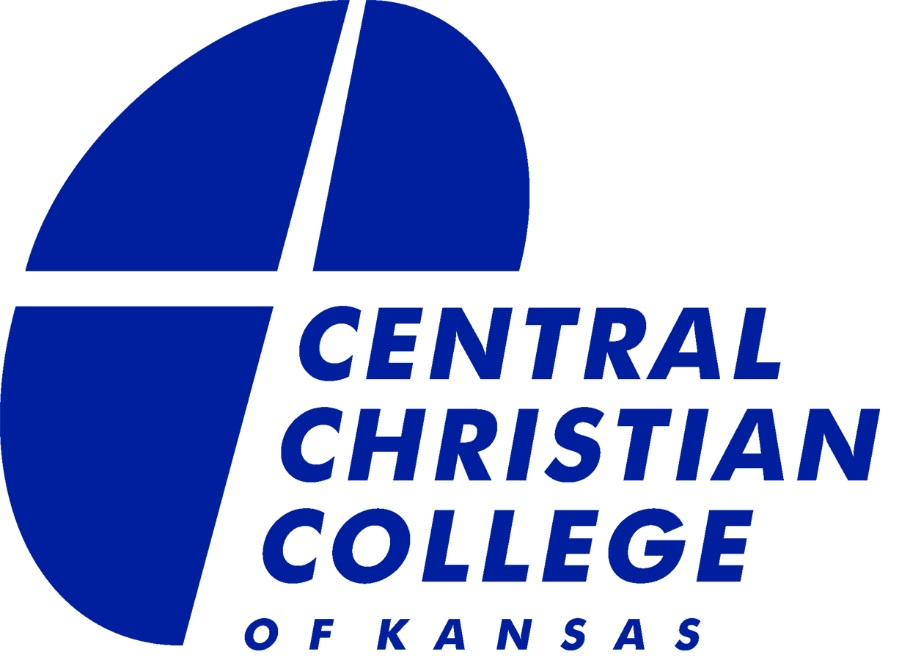 CENTRAL
CHRISTIAN
COLLEGE
OF KANSAS